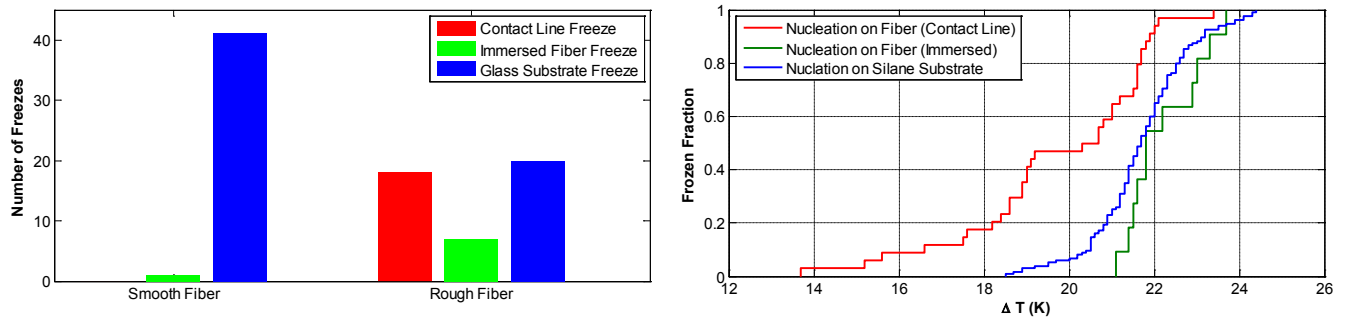 40
30
20
10
0
Number of Freezes
Contact Line Freeze
Immersed Fiber Freeze
Glass Substrate Freeze
Smooth Fiber
Rough Fiber
1
0.8
0.6
0.4
0.2
0
Frozen Fraction
Nucleation on Fiber (Contact Line)
Nucleation on Fiber (Immersed)
Nuclation on Silane Substrate
12 14 16 18 20 22 24 26
Δ T (K)